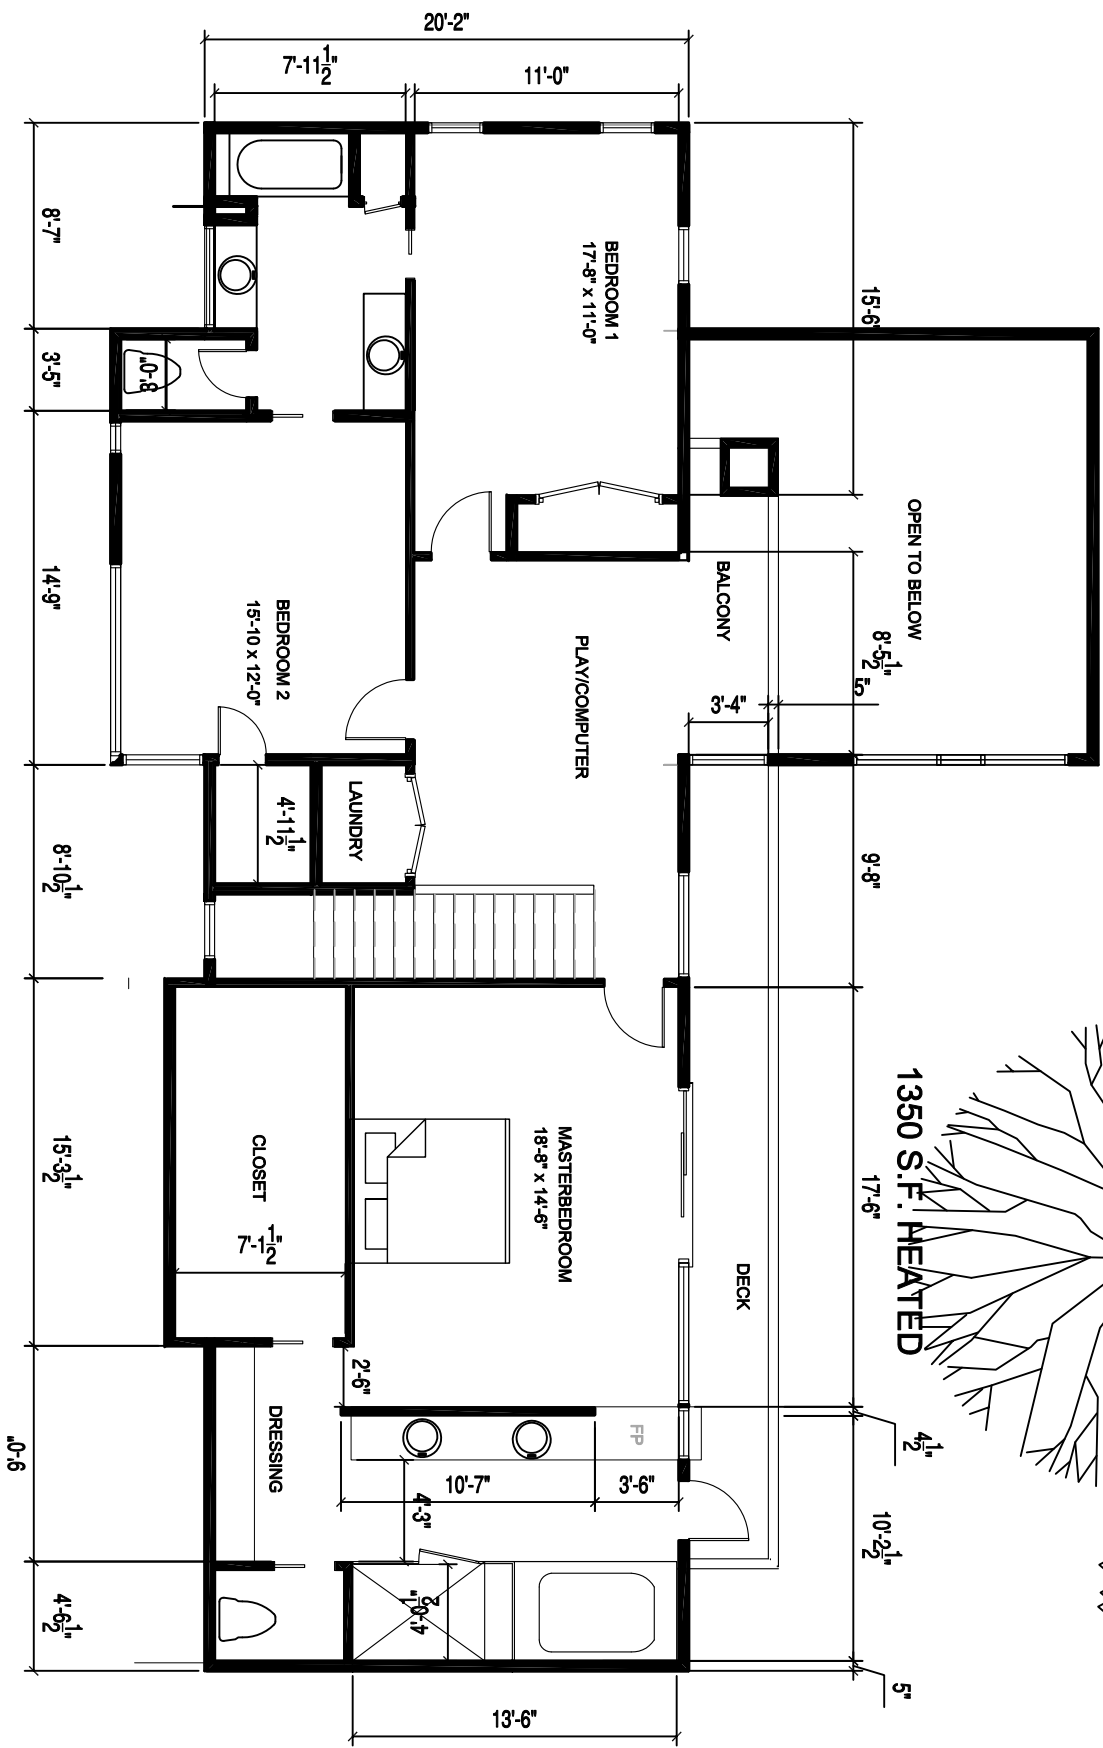 20'-2"
7'-11 1/2"
11'-0"
8'-7"
3'-5"
14'-9"
8'-10 1/2"
15'-3 1/2"
9'-0"
4'-6 1/2"
15'-6"
8'-5 1/2"
5"
3'-4"
9'-8"
17'-6"
4 1/2"
10'-2 1/2"
5"
BEDROOM 1
17'-8" x 11'-0"
3'-0"
OPEN TO BELOW
BALCONY
BEDROOM 2
15'-10 x 12'-0"
PLAY/COMPUTER
LAUNDRY
4'-11 1/2"
1350 S.F. HEATED
MASTERBEDROOM
18'-8" x 14'-6"
CLOSET
7'-1 1/2"
DECK
2'-6"
DRESSING
FP
10'-7"
3'-6"
4'-3"
4'-0 1/2"
13'-6"